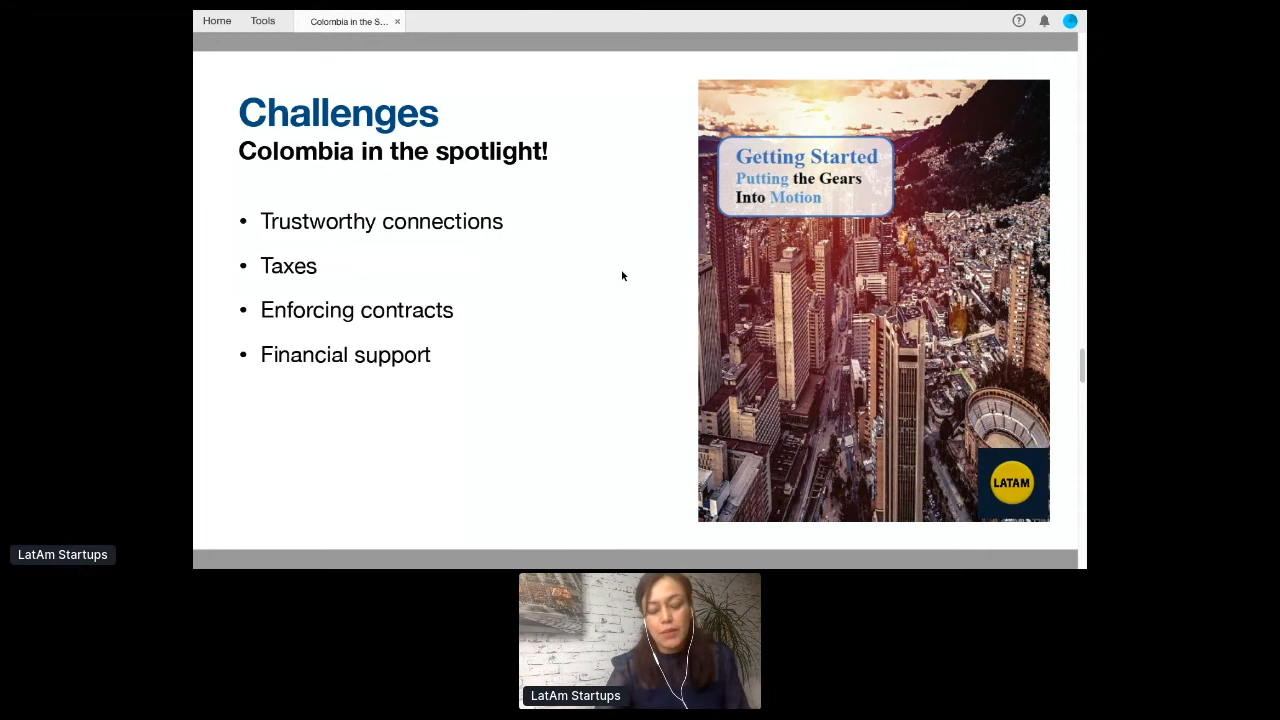 Home
Tools
Colombia in the S...
Challenges
Colombia in the spotlight!
• Trustworthy connections
• Taxes
• Enforcing contracts
• Financial support
Getting Started
Putting the Gears
Into Motion
LATAM
LatAm Startups
LatAm Startups